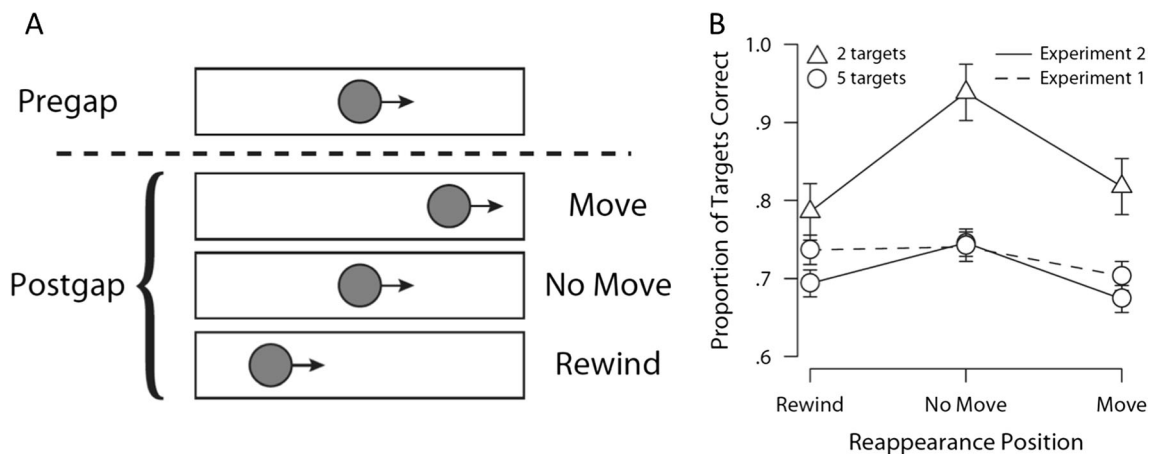 A
Pregap
Postgap
Move
No Move
Rewind
B
Proportion of Targets Correct
1.0
.9
.8
.7
.6
2 targets
5 targets
Experiment 2
Experiment 1
Rewind
No Move
Move
Reappearance Position